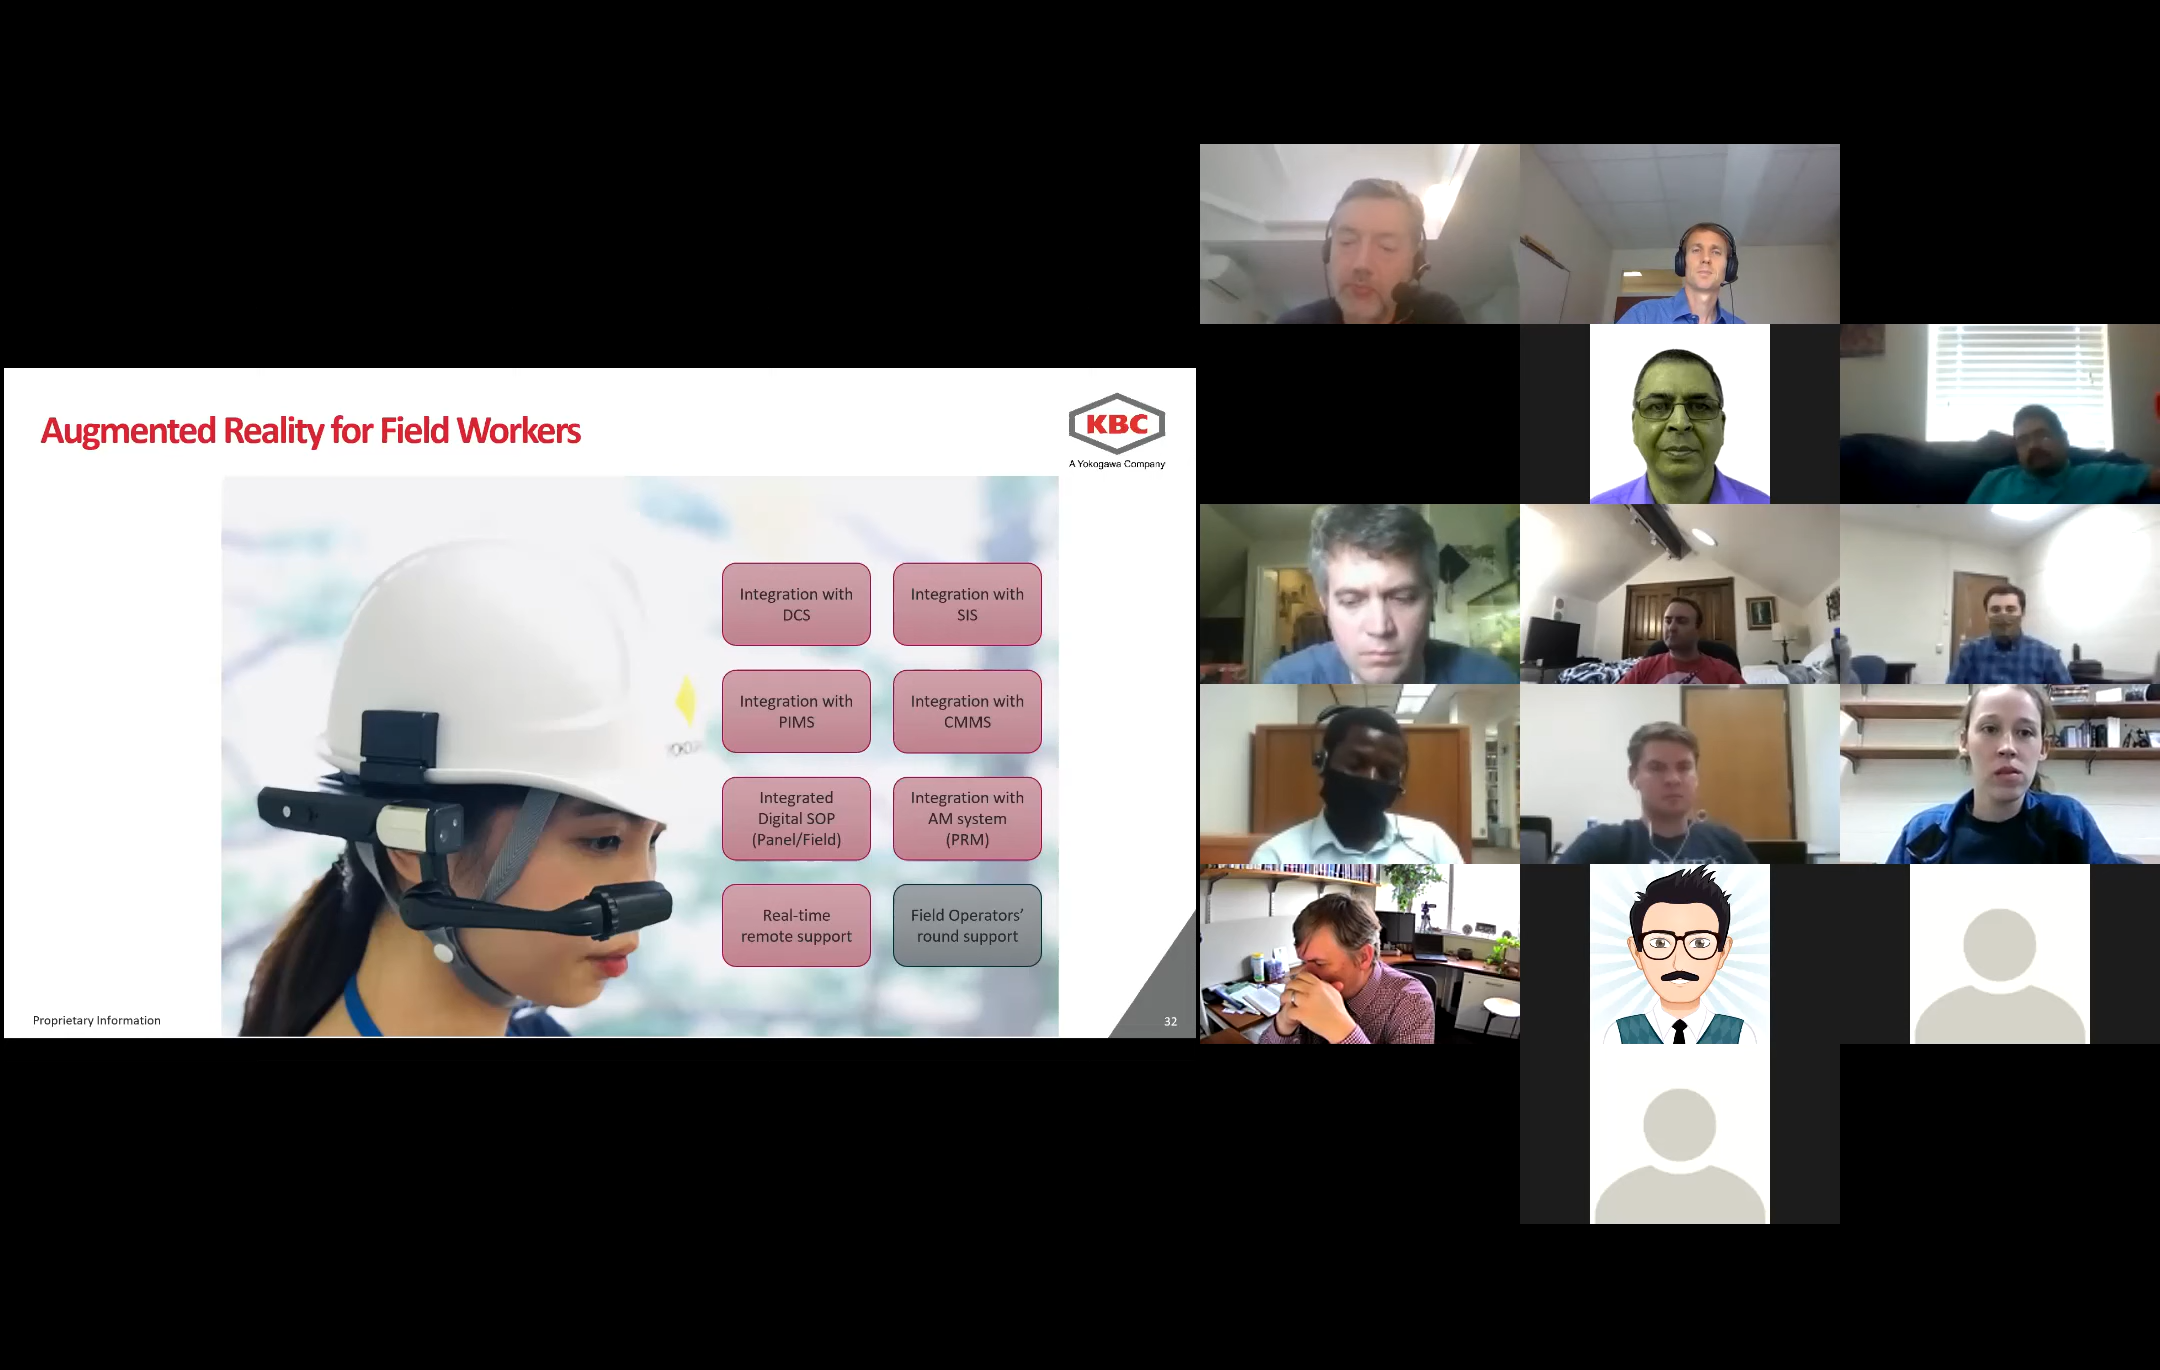 Augmented Reality for Field Workers
KBC
A Yokogawa Company
Integration with
DCS
Integration with
SIS
Integration with
PIMS
Integration with
CMMS
Integrated
Digital SOP
(Panel/Field)
Integration with
AM system
(PRM)
Real-time
remote support
Field Operators’
round support
Proprietary Information
32